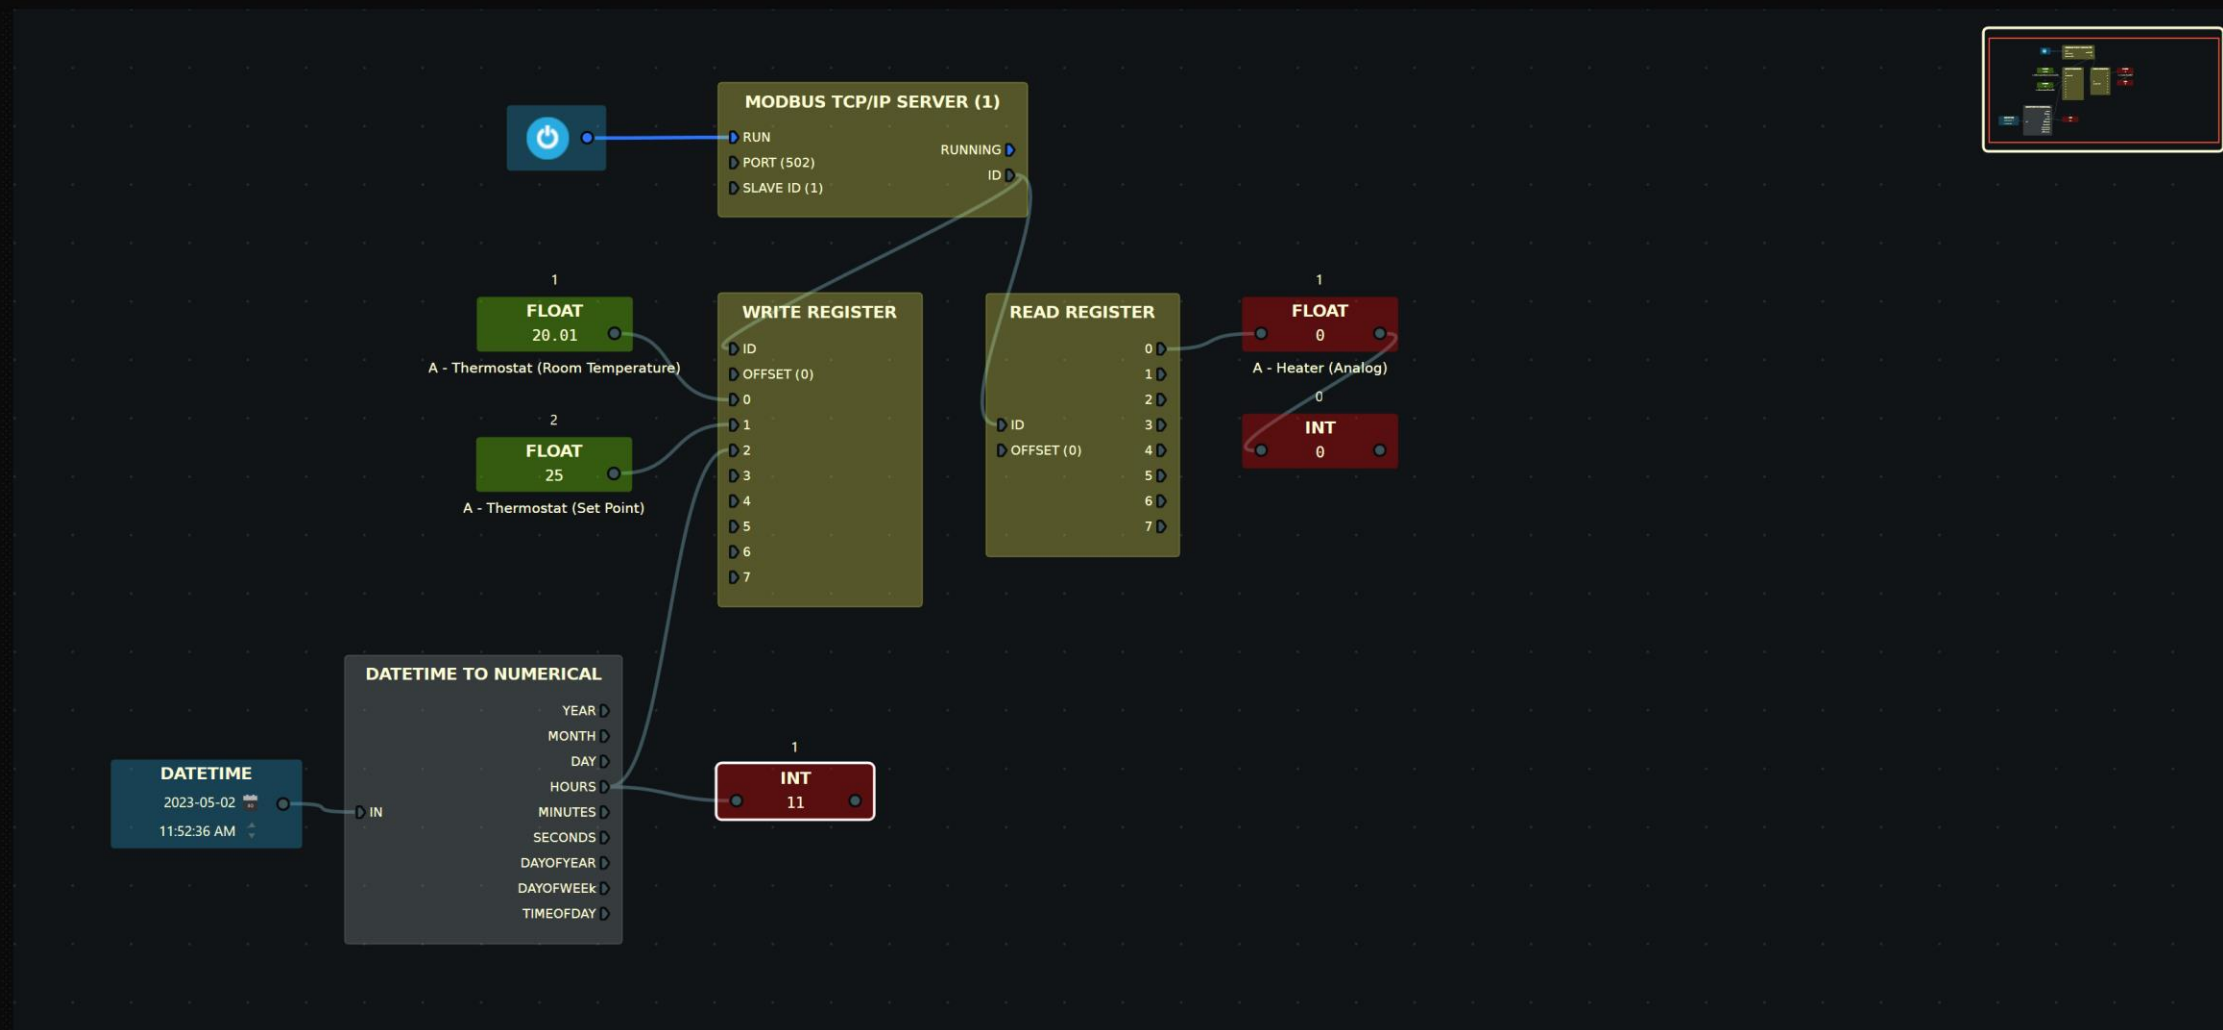 MODBUS TCP/IP SERVER (1)
RUN
PORT (502)
SLAVE ID (1)
RUNNING
ID
1
FLOAT
20.01
A - Thermostat (Room Temperature)
2
FLOAT
25
A - Thermostat (Set Point)
WRITE REGISTER
ID
OFFSET (0)
0
1
2
3
4
5
6
7
READ REGISTER
ID
OFFSET (0)
0
1
2
3
4
5
6
7
1
FLOAT
0
A - Heater (Analog)
0
INT
0
DATETIME
2023-05-02
11:52:36 AM
DATETIME TO NUMERICAL
IN
YEAR
MONTH
DAY
HOURS
MINUTES
SECONDS
DAYOFYEAR
DAYOFWEEk
TIMEOFDAY
1
INT
11